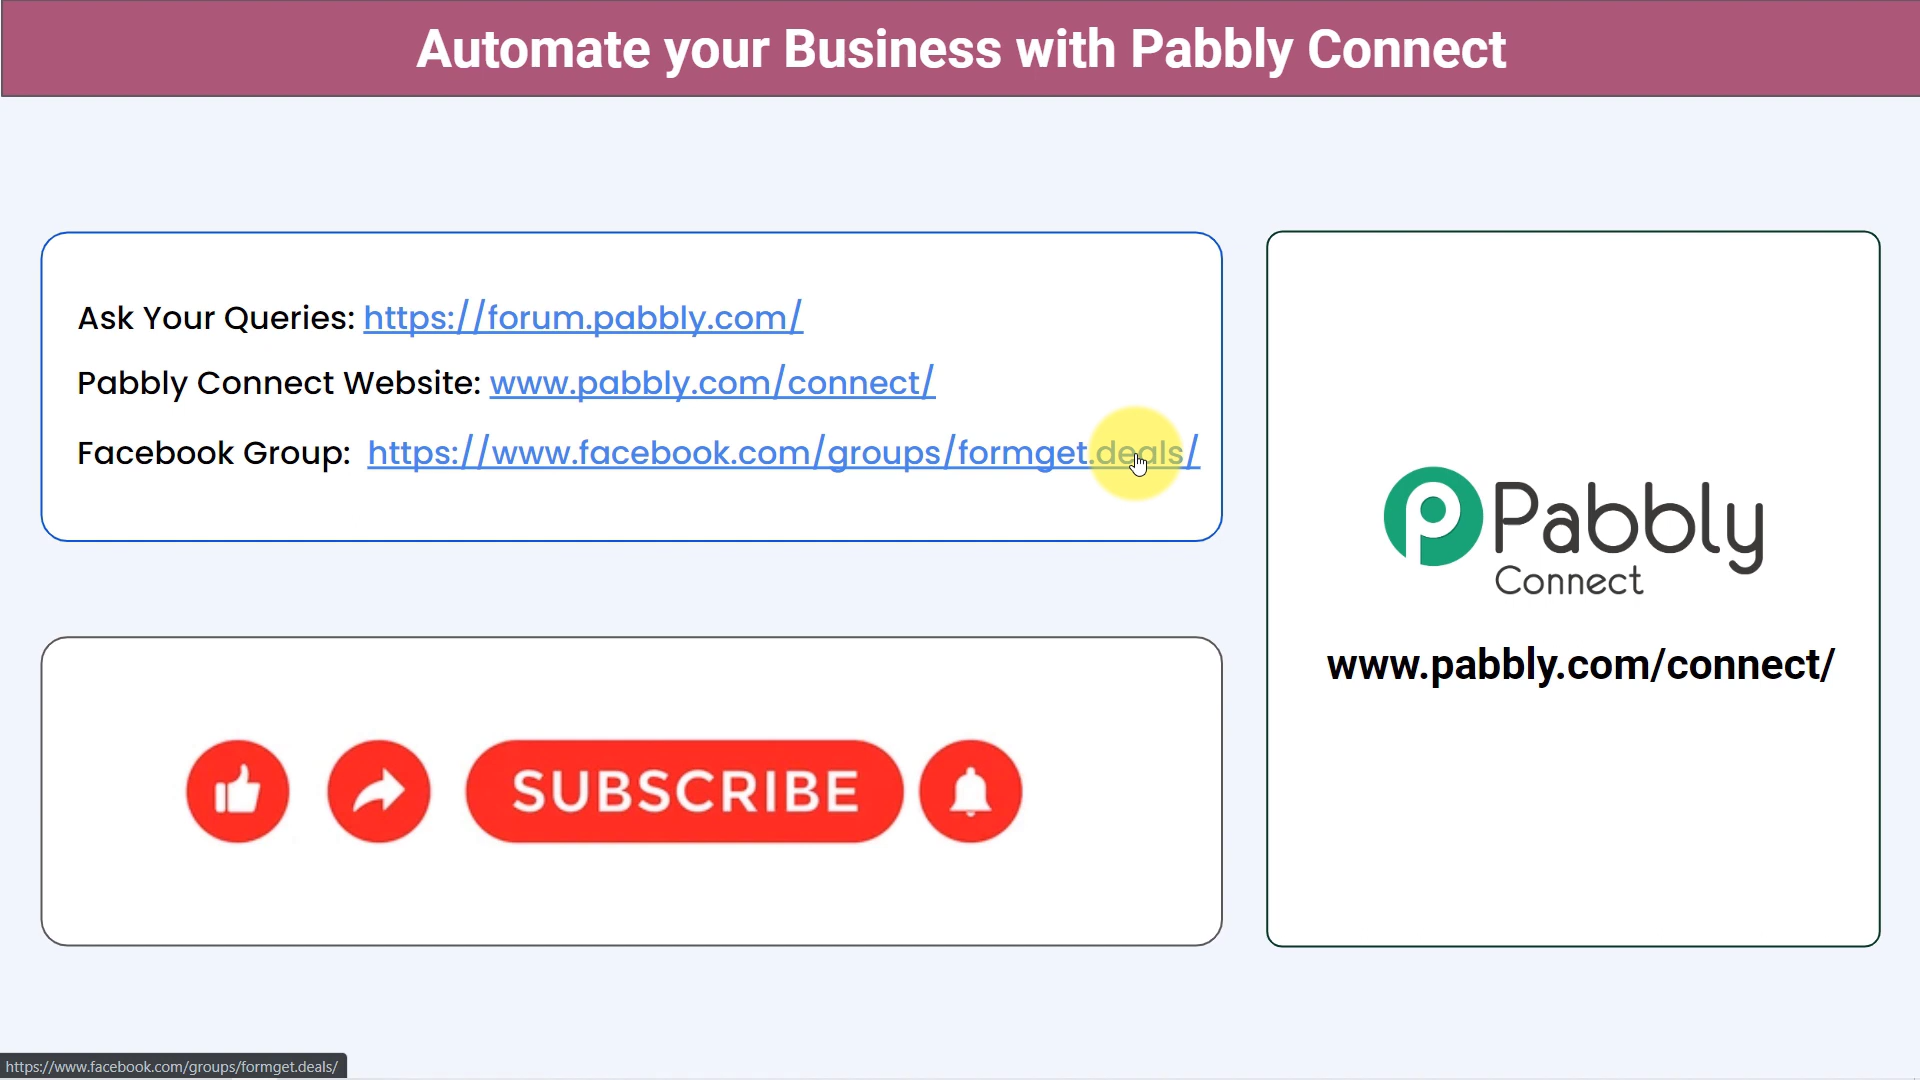 Automate your Business with Pabbly Connect
Ask Your Queries: https://forum.pabbly.com/
Pabbly Connect Website: www.pabbly.com/connect/
Facebook Group: https://www.facebook.com/groups/formget.deals/
Pabbly
Connect
www.pabbly.com/connect/
SUBSCRIBE
https://www.facebook.com/groups/formget.deals/